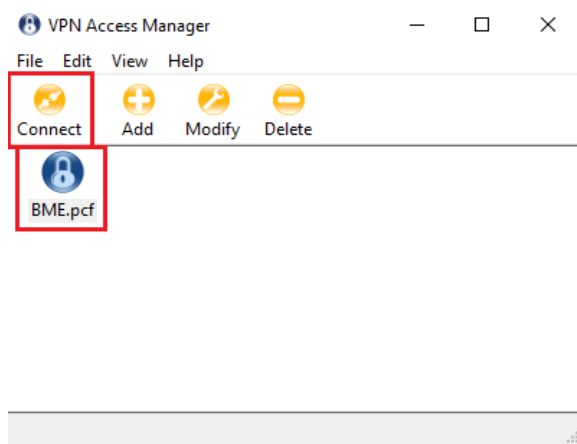 VPN Access Manager
File Edit View Help
Connect Add Modify Delete
BME.pcf